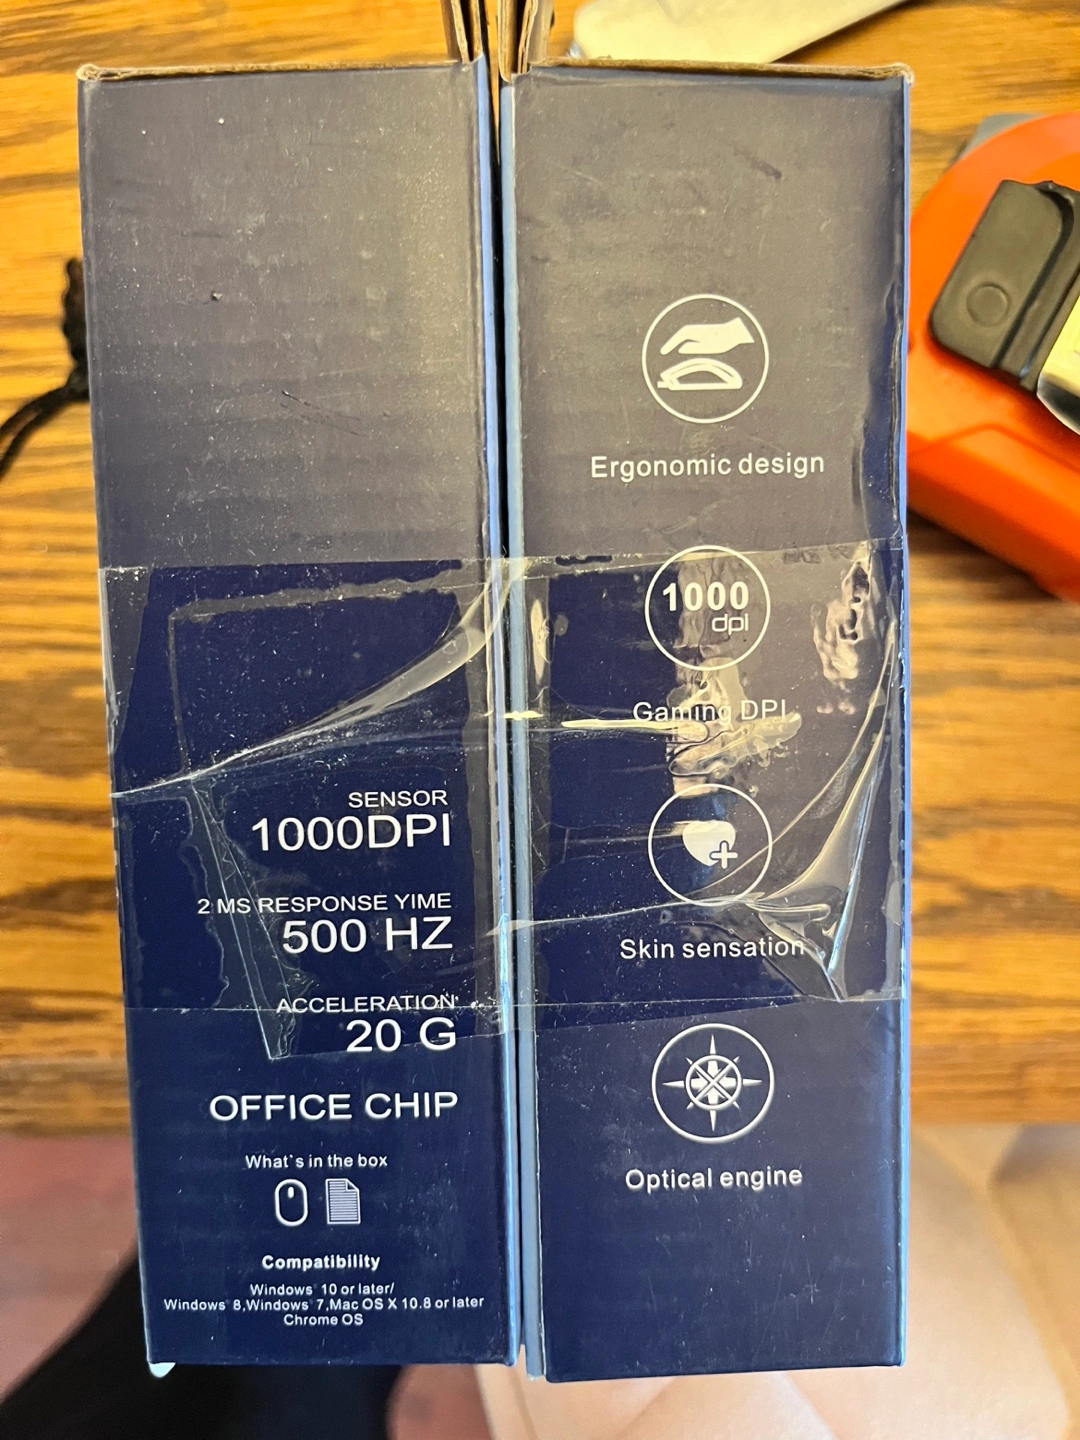 SENSOR
1000DPI
2 MS RESPONSE YIME
500 HZ
ACCELERATION
20 G
OFFICE CHIP
What`s in the box
Compatibility
Windows® 10 or later/
Windows® 8,Windows® 7,Mac OS X 10.8 or later
Chrome OS
Ergonomic design
1000
dpi
Gaming DPI
Skin sensation
Optical engine